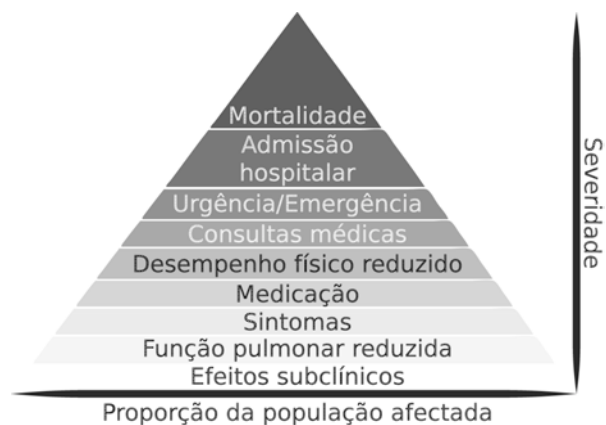 Mortalidade
Admissão
hospitalar
Urgência/Emergência
Consultas médicas
Desempenho físico reduzido
Medicação
Sintomas
Função pulmonar reduzida
Efeitos subclínicos
Proporção da população afectada
Severidade